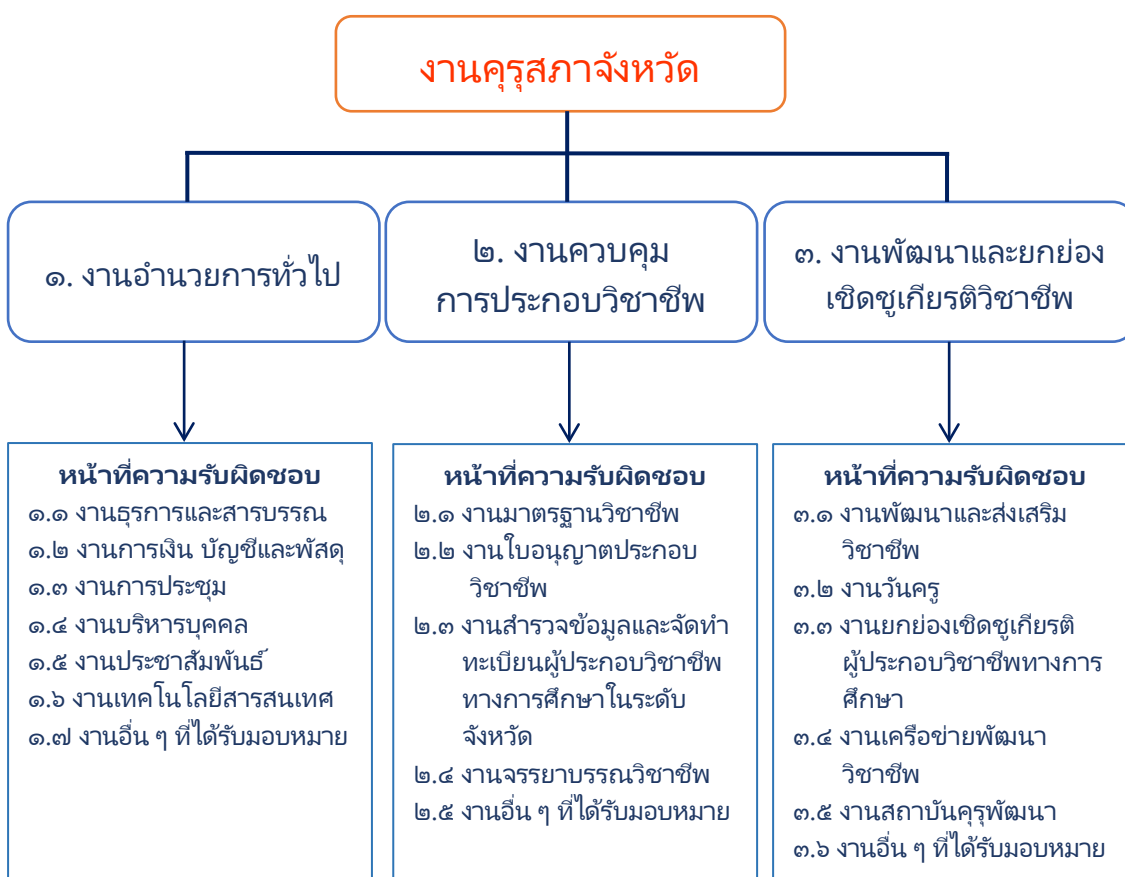 งานคุรุสภาจังหวัด
๑. งานอำนวยการทั่วไป
๒. งานควบคุม
การประกอบวิชาชีพ
๓. งานพัฒนาและยกย่อง
เชิดชูเกียรติวิชาชีพ
หน้าที่ความรับผิดชอบ
๑.๑ งานธุรการและสารบรรณ
๑.๒ งานการเงิน บัญชีและพัสดุ
๑.๓ งานการประชุม
๑.๔ งานบริหารบุคคล
๑.๕ งานประชาสัมพันธ์
๑.๖ งานเทคโนโลยีสารสนเทศ
๑.๗ งานอื่น ๆ ที่ได้รับมอบหมาย
หน้าที่ความรับผิดชอบ
๒.๑ งานมาตรฐานวิชาชีพ
๒.๒ งานใบอนุญาตประกอบ
วิชาชีพ
๒.๓ งานสำรวจข้อมูลและจัดทำ
ทะเบียนผู้ประกอบวิชาชีพ
ทางการศึกษาในระดับ
จังหวัด
๒.๔ งานจรรยาบรรณวิชาชีพ
๒.๕ งานอื่น ๆ ที่ได้รับมอบหมาย
หน้าที่ความรับผิดชอบ
๓.๑ งานพัฒนาและส่งเสริม
วิชาชีพ
๓.๒ งานวันครู
๓.๓ งานยกย่องเชิดชูเกียรติ
ผู้ประกอบวิชาชีพทางการ
ศึกษา
๓.๔ งานเครือข่ายพัฒนา
วิชาชีพ
๓.๕ งานสถาบันคุรุพัฒนา
๓.๖ งานอื่น ๆ ที่ได้รับมอบหมาย